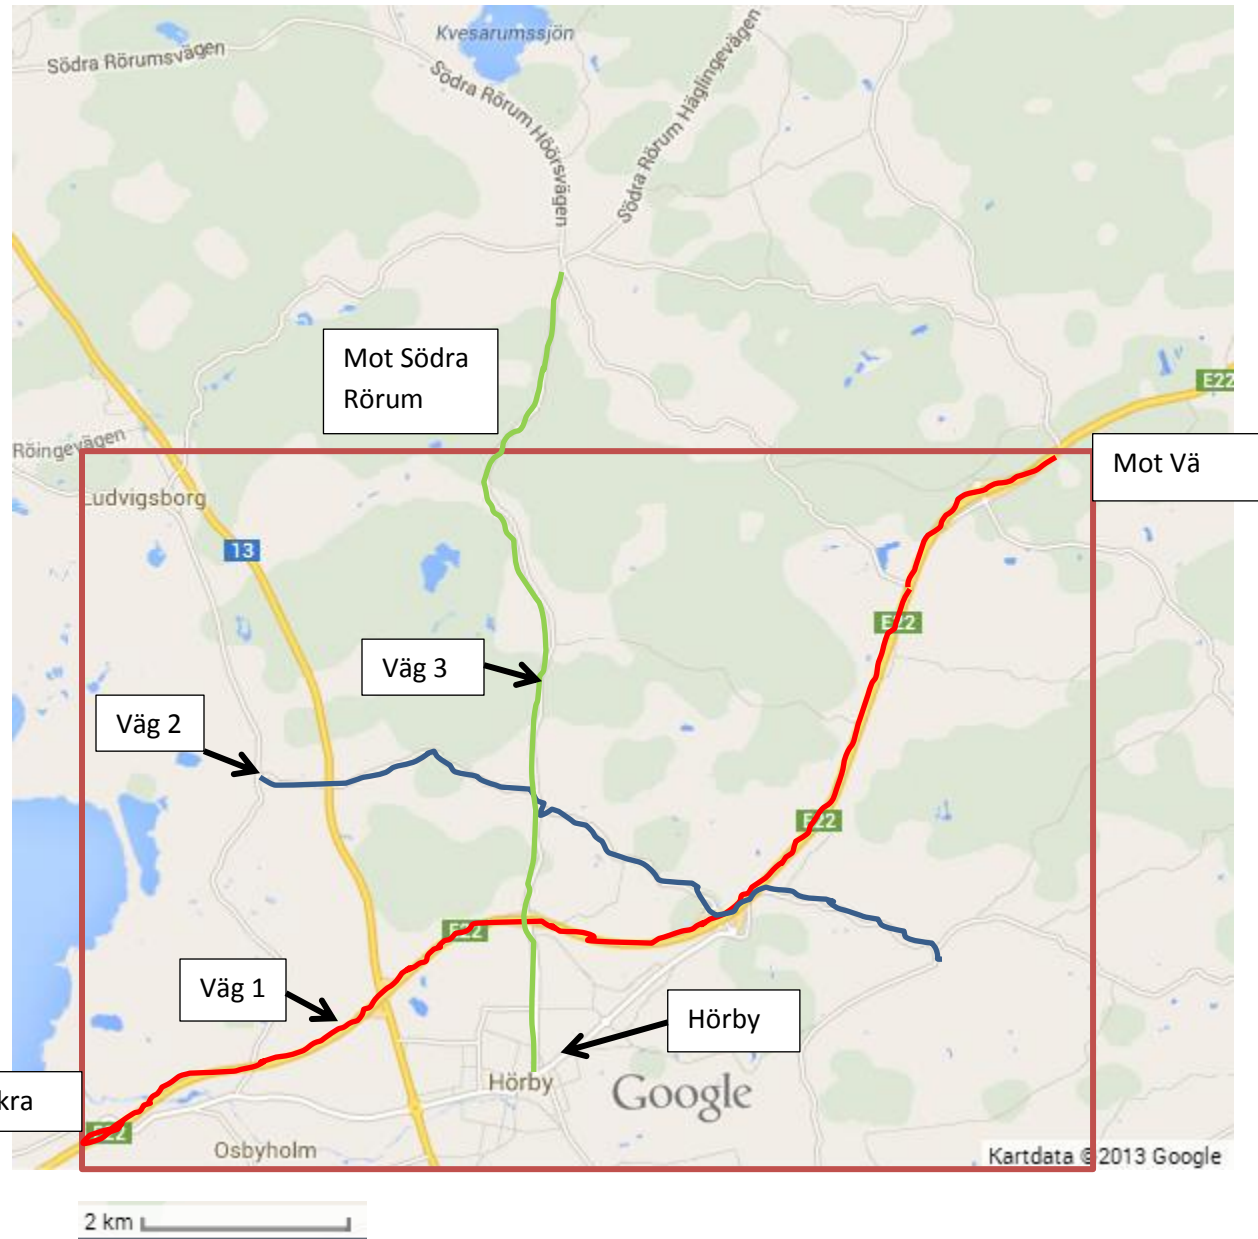 Kvesarumssjön
Södra Rörumsvägen
Södra Rörum Höörsvägen
Södra Rörum Häglingevägen
Mot Södra
Rörum
E22
Röingevägen
Mot Vä
Ludvigsborg
13
E22
Väg 3
Väg 2
E22
E22
Väg 1
Hörby
Hörby
Google
kra
E22
Osbyholm
Kartdata ©2013 Google
2 km